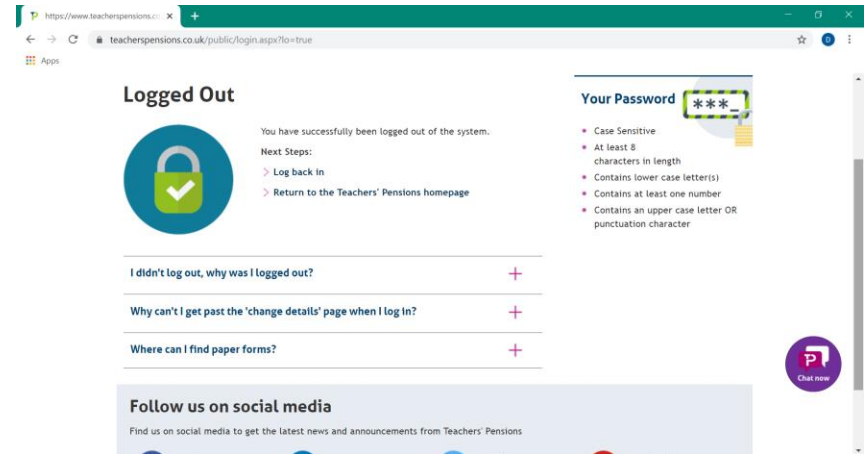 https://www.teacherspensions.co
teacherspensions.co.uk/public/login.aspx?lo=true
D
Apps
Logged Out
You have successfully been logged out of the system.
Next Steps:
Log back in
Return to the Teachers' Pensions homepage
I didn't log out, why was I logged out?
Why can't I get past the 'change details' page when I log in?
Where can I find paper forms?
Your Password
***_
Case Sensitive
At least 8
characters in length
Contains lower case letter(s)
Contains at least one number
Contains an upper case letter OR
punctuation character
P
Chat now
Follow us on social media
Find us on social media to get the latest news and announcements from Teachers' Pensions